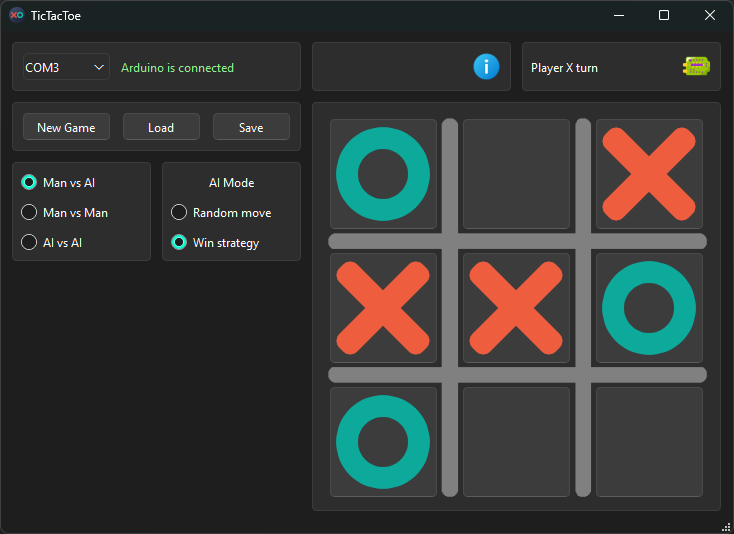 TicTacToe
COM3
Arduino is connected
Player X turn
New Game
Load
Save
Man vs AI
Man vs Man
AI vs AI
AI Mode
Random move
Win strategy